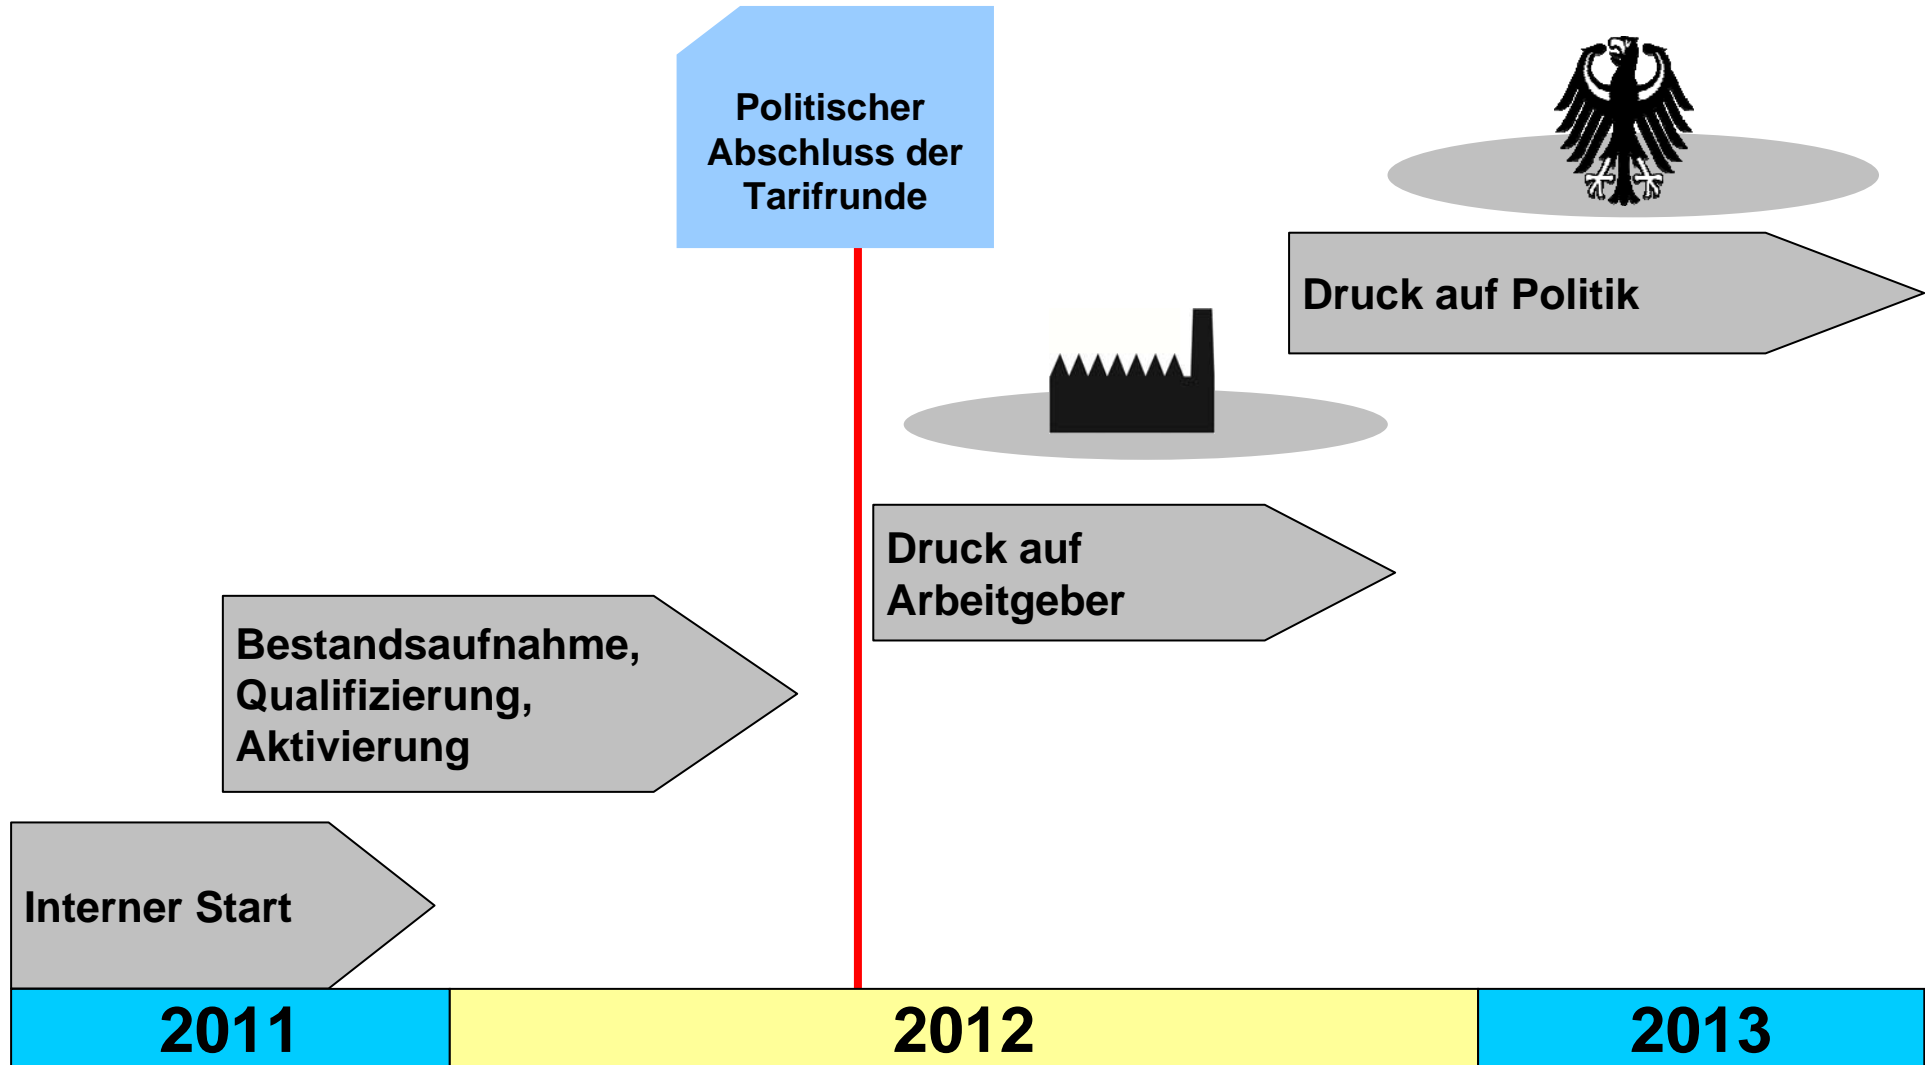 Politischer
Abschluss der
Tarifrunde
Druck auf Politik
Druck auf
Arbeitgeber
Bestandsaufnahme,
Qualifizierung,
Aktivierung
Interner Start
2011
2012
2013